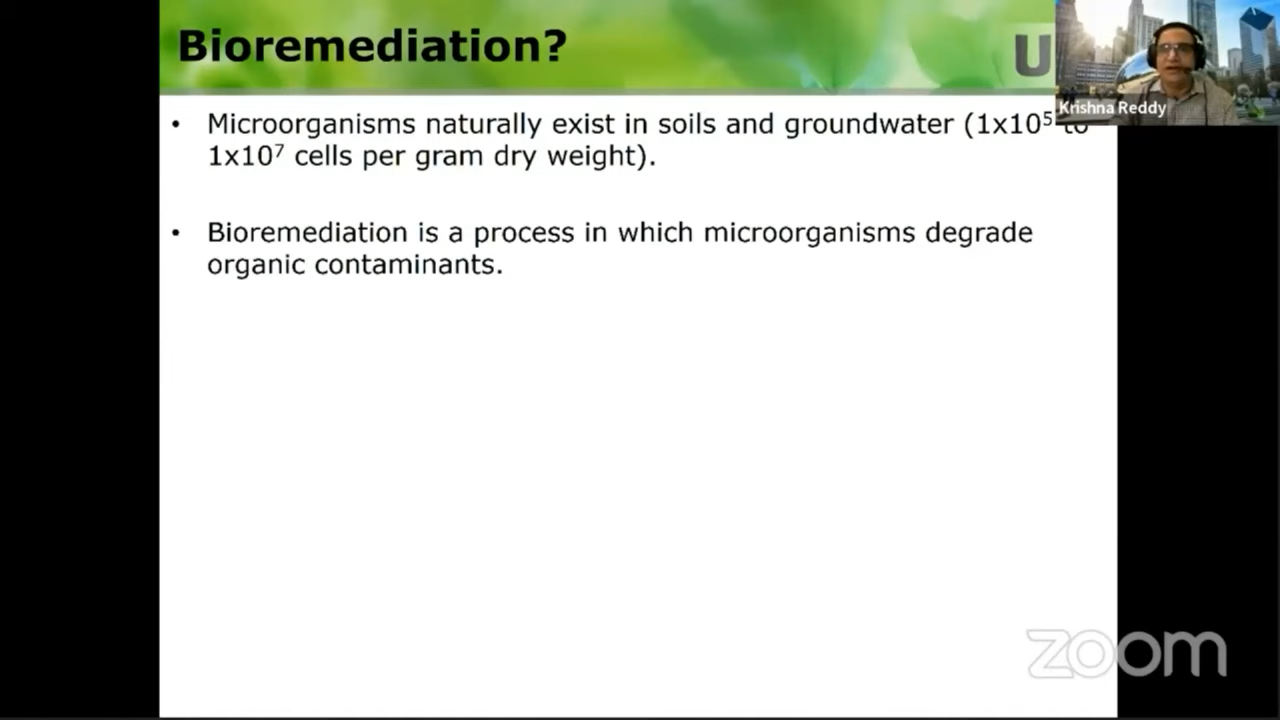 Bioremediation?
U
Krishna Reddy
• Microorganisms naturally exist in soils and groundwater (1x10⁵ to
1x10⁷ cells per gram dry weight).
• Bioremediation is a process in which microorganisms degrade
organic contaminants.
zoom